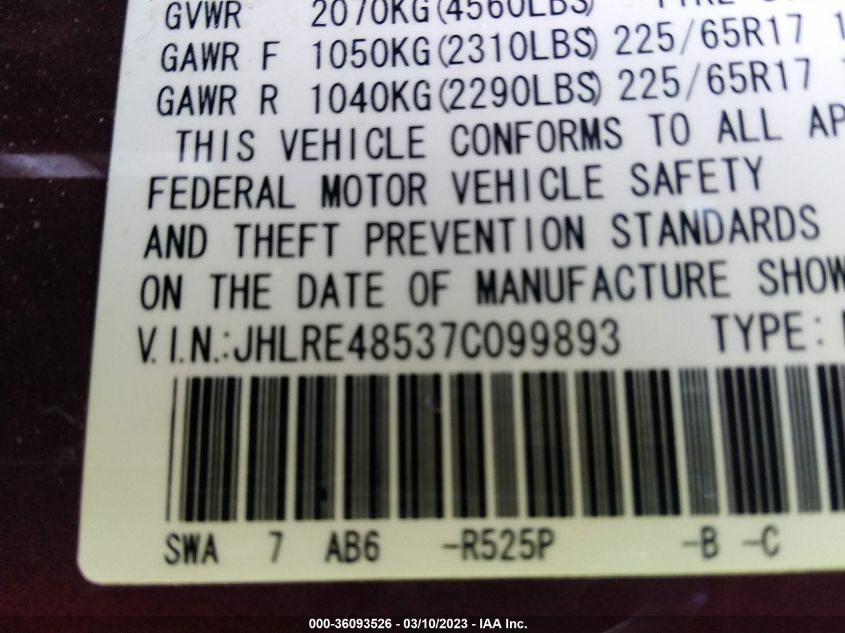 GVWR 2070KG(4560LBS)
GAWR F 1050KG(2310LBS) 225/65R17 1
GAWR R 1040KG(2290LBS) 225/65R17
THIS VEHICLE CONFORMS TO ALL AP
FEDERAL MOTOR VEHICLE SAFETY
AND THEFT PREVENTION STANDARDS
ON THE DATE OF MANUFACTURE SHOW
V.I.N.:JHLRE48537C099893 TYPE:
SWA 7 AB6 -R525P -B -C
000-36093526 - 03/10/2023 - IAA Inc.